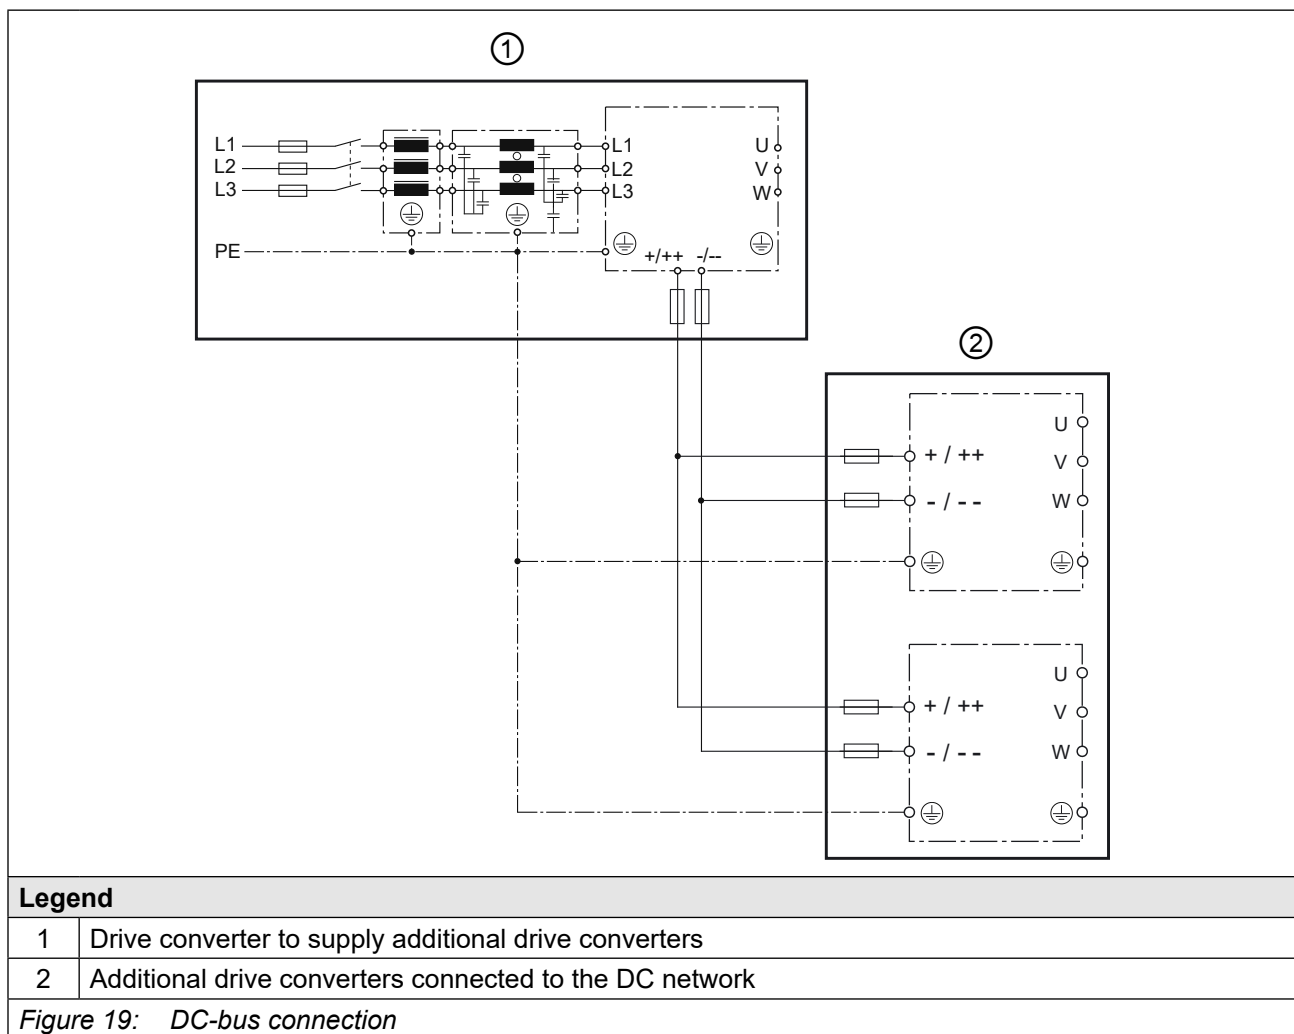 1
L1
L2
L3
PE
L1
L2
L3
U
V
W
+/++ -/--
2
+ / ++
- / - -
U
V
W
+ / ++
- / - -
U
V
W
Legend
1 Drive converter to supply additional drive converters
2 Additional drive converters connected to the DC network
Figure 19: DC-bus connection